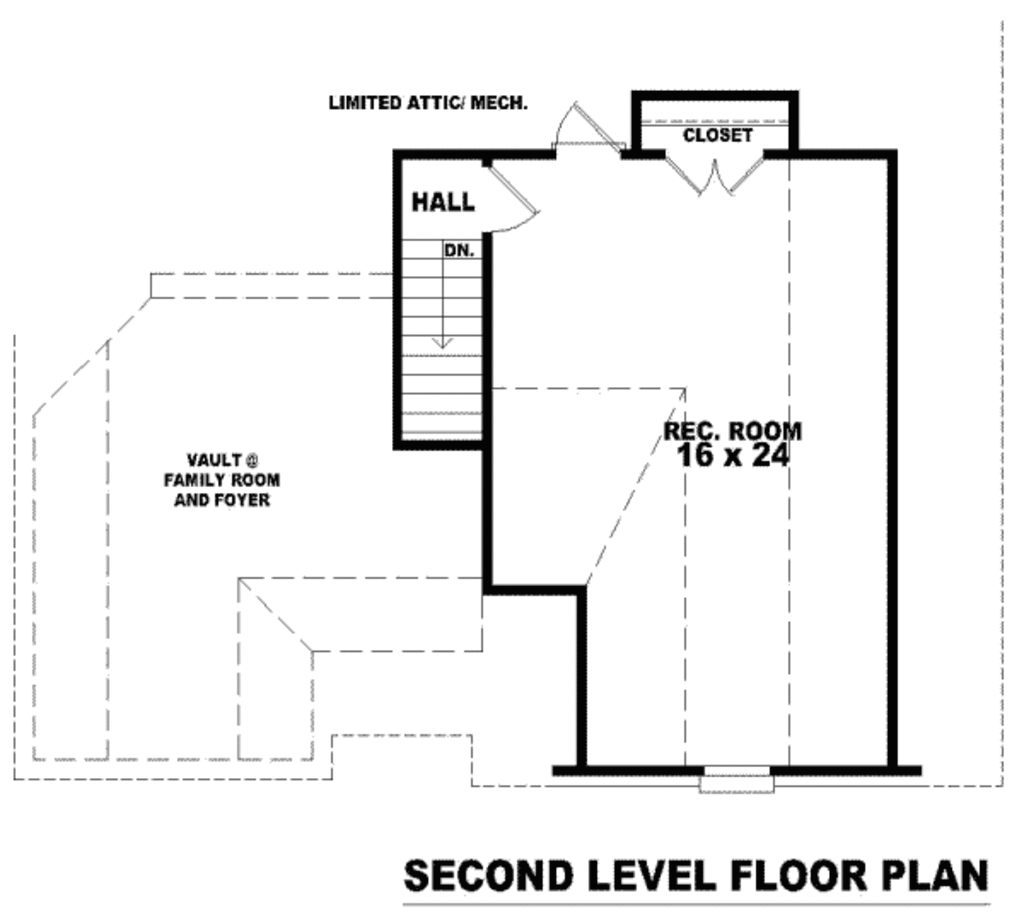 LIMITED ATTIC/ MECH.
CLOSET
HALL
DN.
REC. ROOM
16 x 24
VAULT @
FAMILY ROOM
AND FOYER
SECOND LEVEL FLOOR PLAN